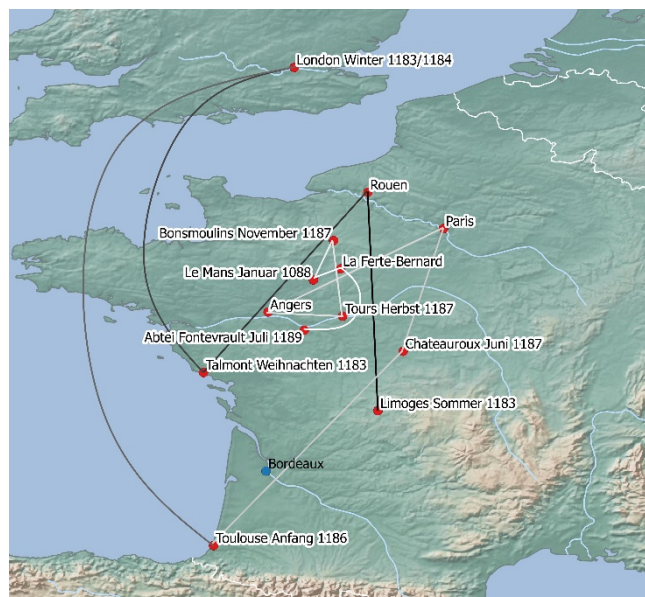 London Winter 1183/1184
Rouen
Paris
Bonsmoulins November 1187
La Ferte-Bernard
Le Mans Januar 1088
Angers
Tours Herbst 1187
Abtei Fontevrault Juli 1189
Chateauroux Juni 1187
Talmont Weihnachten 1183
Limoges Sommer 1183
Bordeaux
Toulouse Anfang 1186